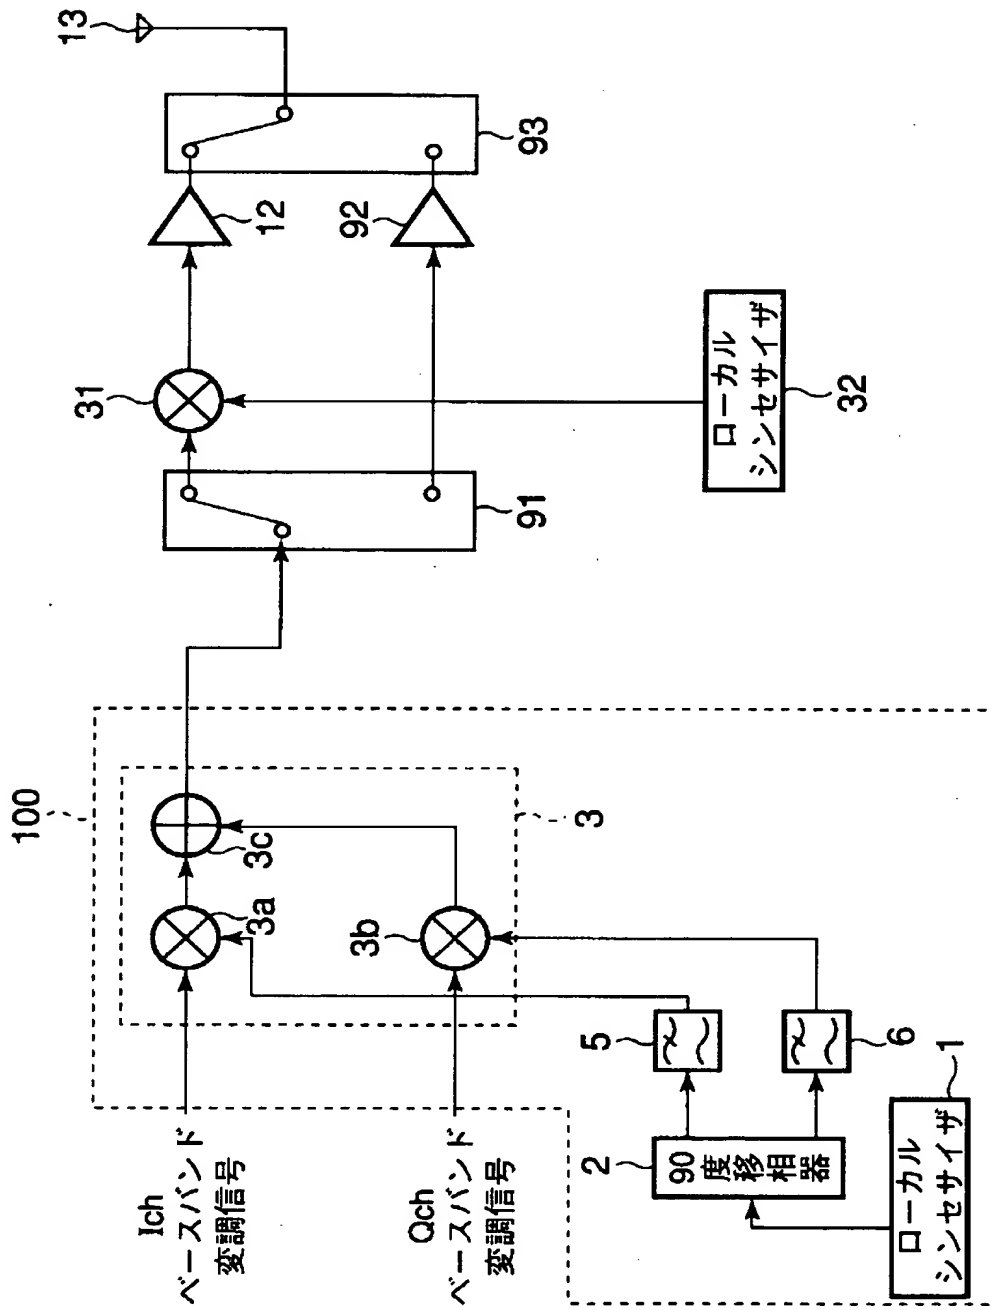 100
Ich
ベースバンド
変調信号
Qch
ベースバンド
変調信号
3a
3c
3b
3
2
90
度移相器
5
6
1
ローカル
シンセサイザ
91
31
12
92
93
13
32
ローカル
シンセサイザ